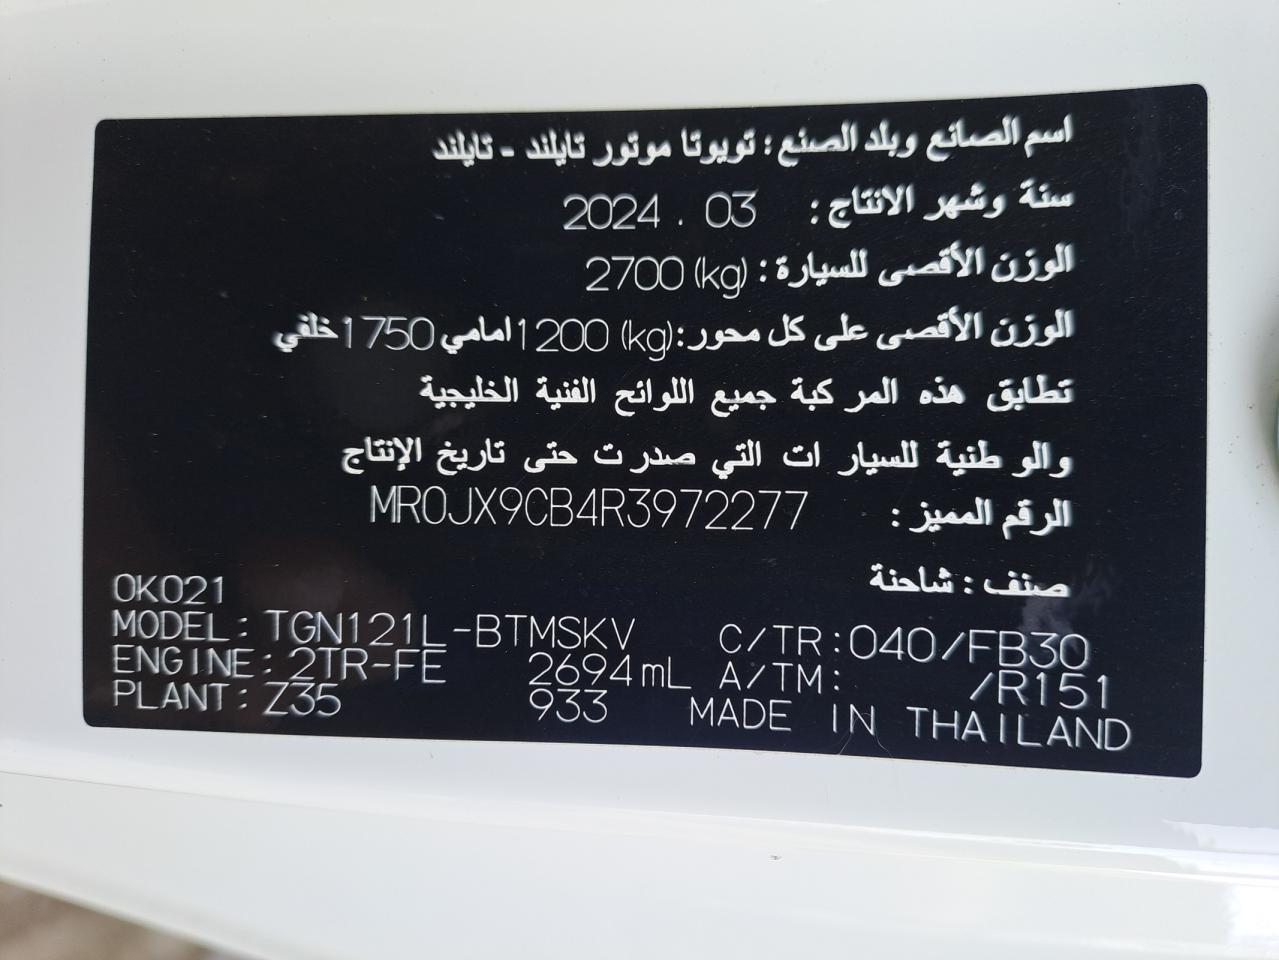 اسم الصانع وبلد الصنع : تويوتا موتور تايلند - تايلند
سنة وشهر الانتاج : 2024 . 03
الوزن الأقصى للسيارة : 2700 (kg)
الوزن الأقصى على كل محور:(kg) 1200 امامي 1750 خلفي
تطابق هذه المركبة جميع اللوائح الفنية الخليجية
والوطنية للسيارات التي صدرت حتى تاريخ الإنتاج
الرقم المميز : MR0JX9CB4R3972277
صنف : شاحنة
0K021
MODEL: TGN121L-BTMSKV C/TR:040/FB30
ENGINE: 2TR-FE 2694mL A/TM: /R151
PLANT: Z35 933 MADE IN THAILAND